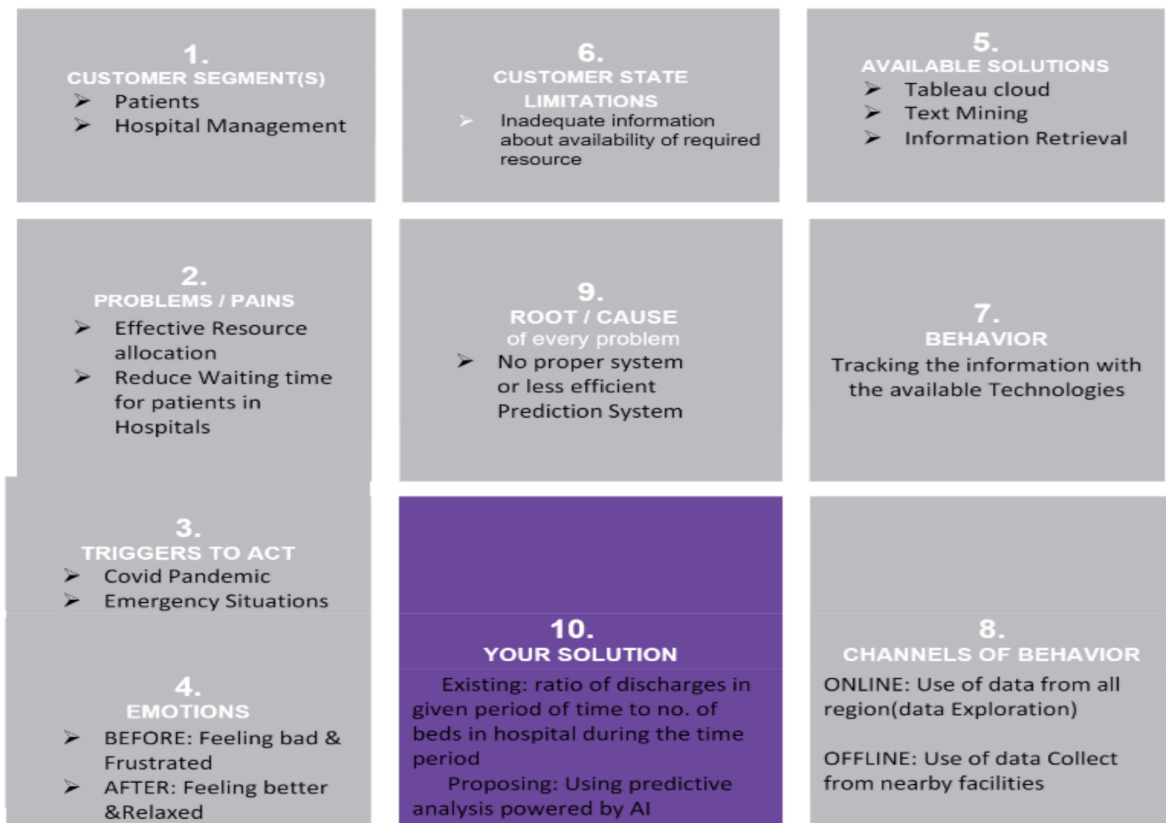 1.
CUSTOMER SEGMENT(S)
➤ Patients
➤ Hospital Management
6.
CUSTOMER STATE
LIMITATIONS
➤ Inadequate information
about availability of required
resource
5.
AVAILABLE SOLUTIONS
➤ Tableau cloud
➤ Text Mining
➤ Information Retrieval
2.
PROBLEMS / PAINS
➤ Effective Resource
allocation
➤ Reduce Waiting time
for patients in
Hospitals
9.
ROOT / CAUSE
of every problem
➤ No proper system
or less efficient
Prediction System
7.
BEHAVIOR
Tracking the information with
the available Technologies
3.
TRIGGERS TO ACT
➤ Covid Pandemic
➤ Emergency Situations
4.
EMOTIONS
➤ BEFORE: Feeling bad &
Frustrated
➤ AFTER: Feeling better
&Relaxed
10.
YOUR SOLUTION
Existing: ratio of discharges in
given period of time to no. of
beds in hospital during the time
period
Proposing: Using predictive
analysis powered by AI
8.
CHANNELS OF BEHAVIOR
ONLINE: Use of data from all
region(data Exploration)
OFFLINE: Use of data Collect
from nearby facilities